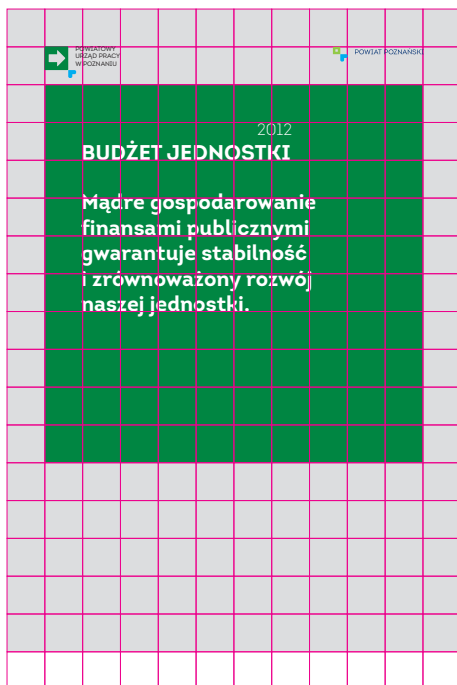 POWIATOWY
URZĄD PRACY
W POZNANIU
POWIAT POZNAŃSKI
2012
BUDŻET JEDNOSTKI
Mądre gospodarowanie
finansami publicznymi
gwarantuje stabilność
i zrównoważony rozwój
naszej jednostki.